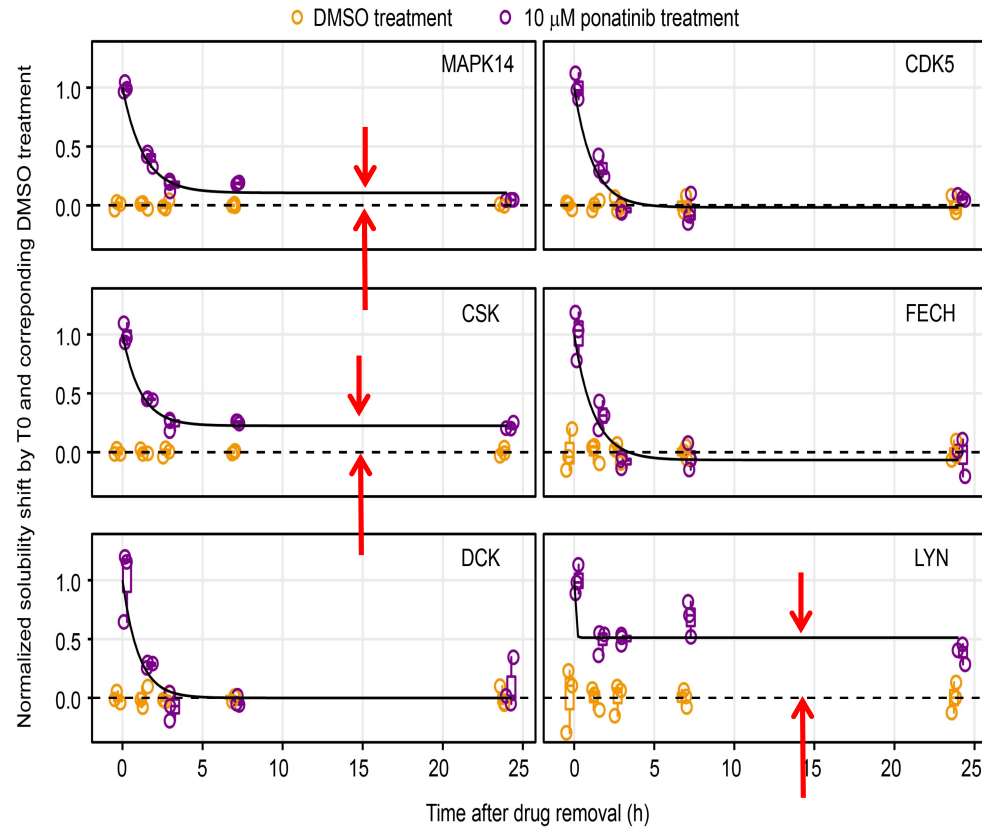 DMSO treatment 10 μM ponatinib treatment
Normalized solubility shift by T0 and correponding DMSO treatment
MAPK14
1.0
0.5
0.0
CDK5
CSK
1.0
0.5
0.0
FECH
DCK
1.0
0.5
0.0
LYN
0 5 10 15 20 25
0 5 10 15 20 25
Time after drug removal (h)